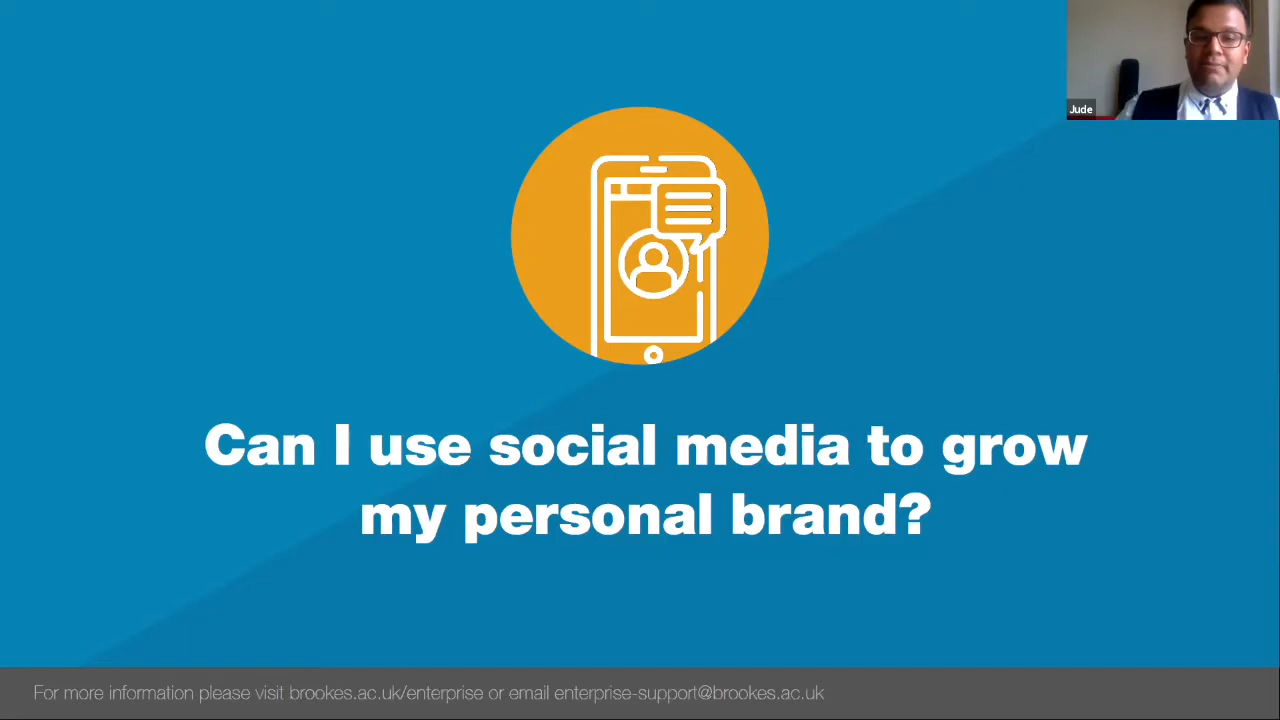 Jude
Can I use social media to grow
my personal brand?
For more information please visit brookes.ac.uk/enterprise or email enterprise-support@brookes.ac.uk